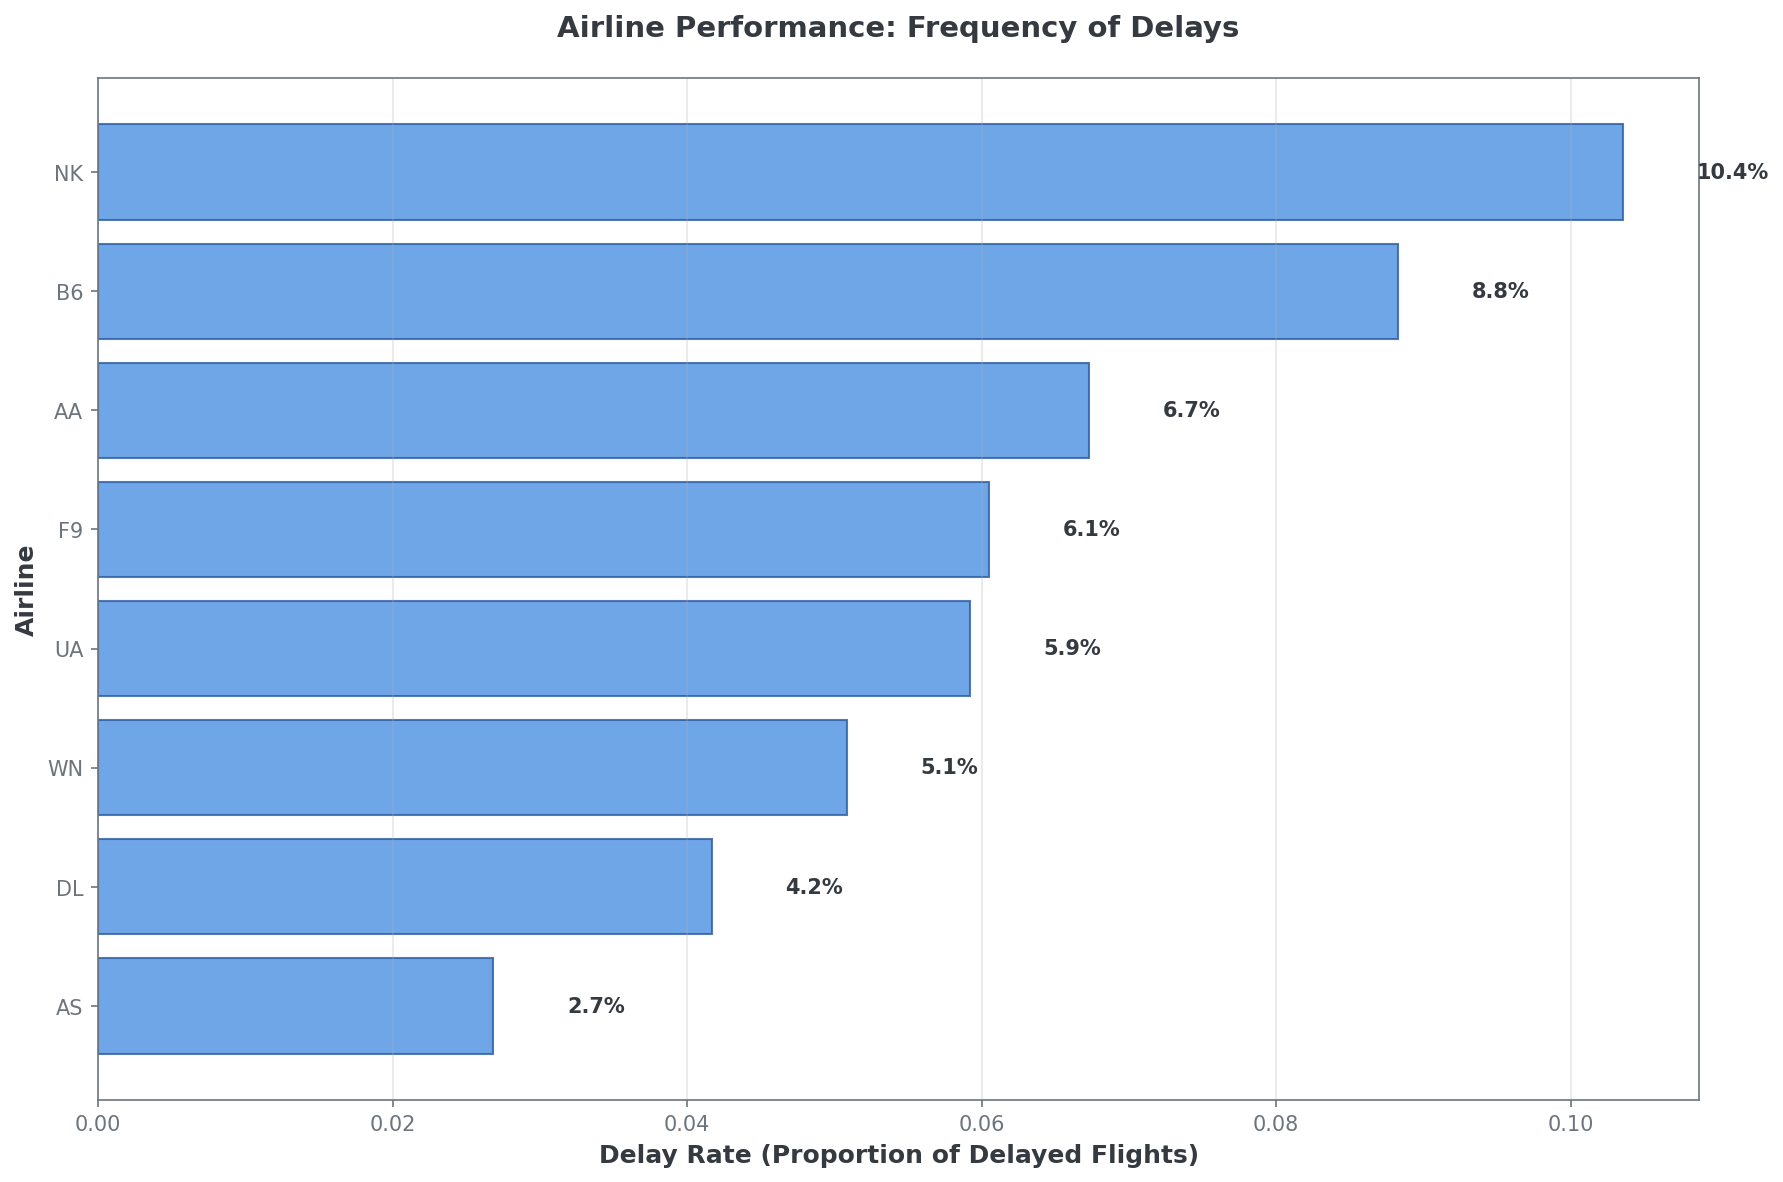 Airline Performance: Frequency of Delays
NK
10.4%
B6
8.8%
AA
6.7%
F9
6.1%
UA
5.9%
WN
5.1%
DL
4.2%
AS
2.7%
Airline
0.00
0.02
0.04
0.06
0.08
0.10
Delay Rate (Proportion of Delayed Flights)